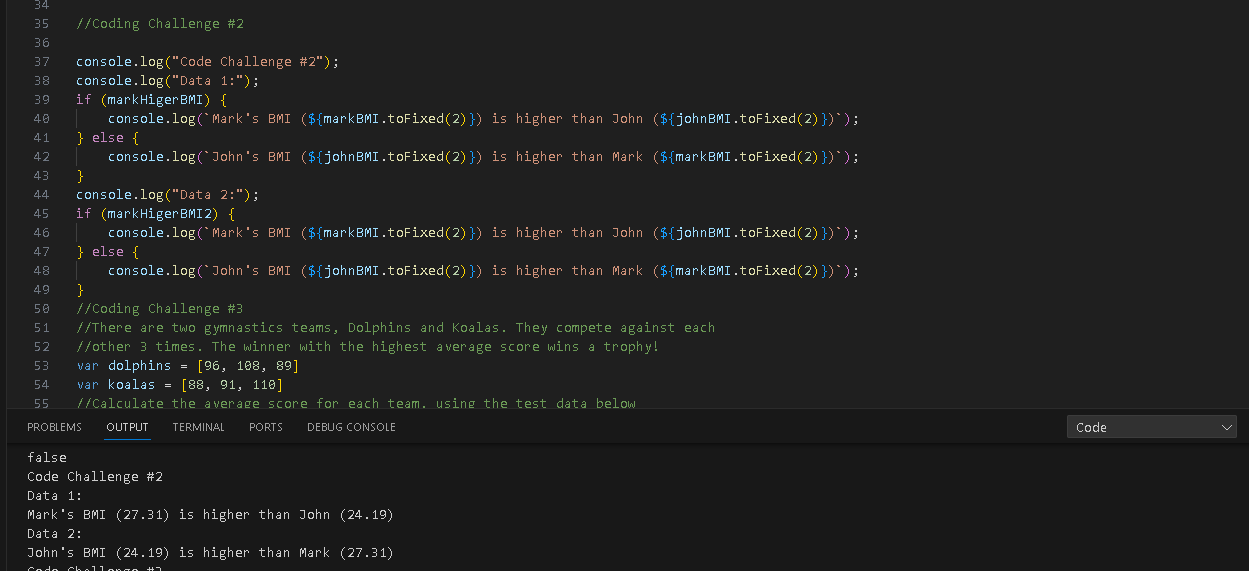 34
35 //Coding Challenge #2
36
37 console.log("Code Challenge #2");
38 console.log("Data 1:");
39 if (markHigerBMI) {
40 console.log(`Mark's BMI (${markBMI.toFixed(2)}) is higher than John (${johnBMI.toFixed(2)})`);
41 } else {
42 console.log(`John's BMI (${johnBMI.toFixed(2)}) is higher than Mark (${markBMI.toFixed(2)})`);
43 }
44 console.log("Data 2:");
45 if (markHigerBMI2) {
46 console.log(`Mark's BMI (${markBMI.toFixed(2)}) is higher than John (${johnBMI.toFixed(2)})`);
47 } else {
48 console.log(`John's BMI (${johnBMI.toFixed(2)}) is higher than Mark (${markBMI.toFixed(2)})`);
49 }
50 //Coding Challenge #3
51 //There are two gymnastics teams, Dolphins and Koalas. They compete against each
52 //other 3 times. The winner with the highest average score wins a trophy!
53 var dolphins = [96, 108, 89]
54 var koalas = [88, 91, 110]
55 //Calculate the average score for each team, using the test data below
PROBLEMS OUTPUT TERMINAL PORTS DEBUG CONSOLE Code
false
Code Challenge #2
Data 1:
Mark's BMI (27.31) is higher than John (24.19)
Data 2:
John's BMI (24.19) is higher than Mark (27.31)
Code Challenge #3